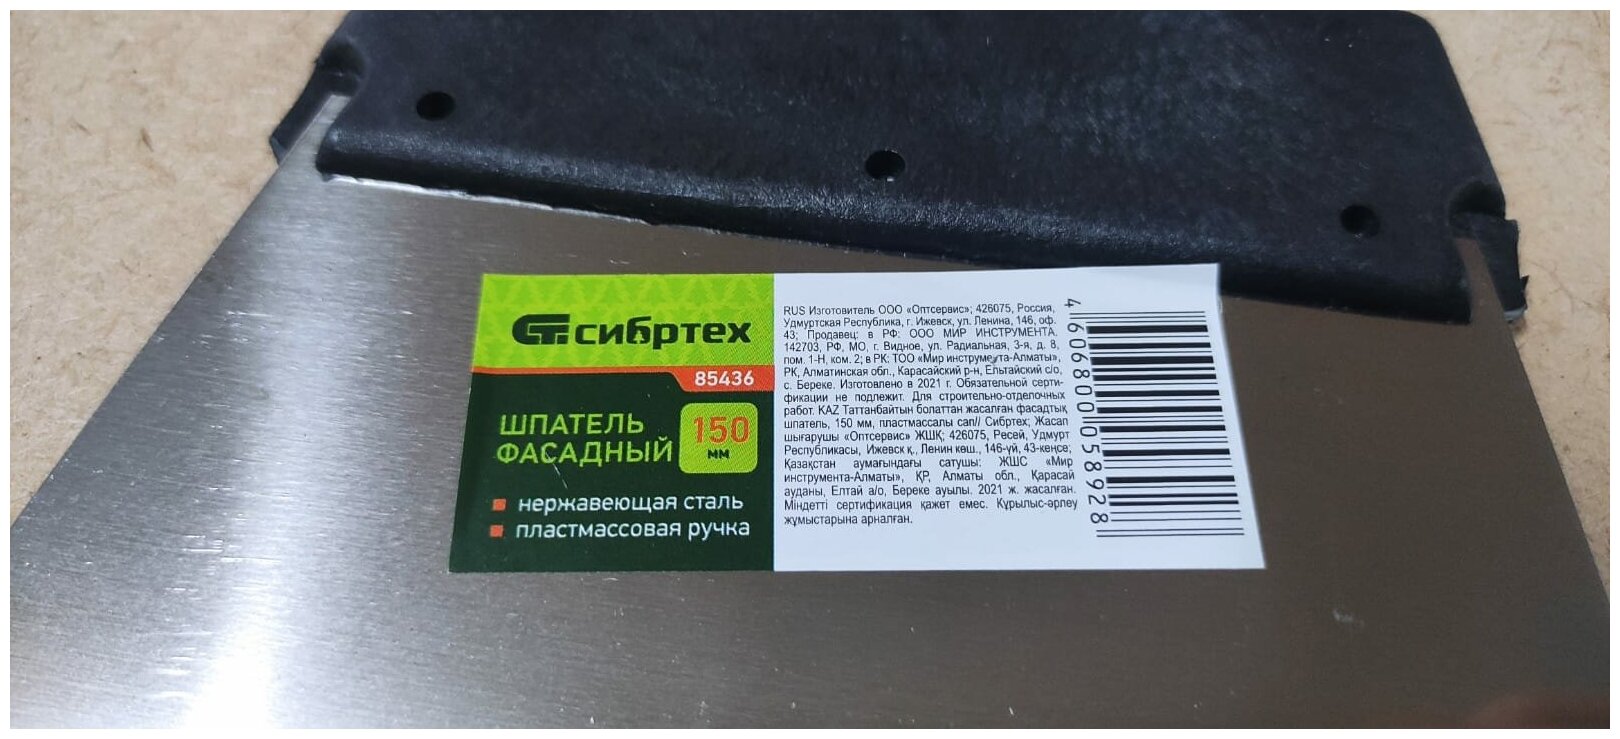 сибртех
85436
ШПАТЕЛЬ
ФАСАДНЫЙ
150
мм
нержавеющая сталь
пластмассовая ручка
RUS Изготовитель ООО «Оптсервис»; 426075, Россия,
Удмуртская Республика, г. Ижевск, ул. Ленина, 146, оф.
43; Продавец: в РФ: ООО МИР ИНСТРУМЕНТА,
142703, РФ, МО, г. Видное, ул. Радиальная, 3-я, д. 8,
пом. 1-Н, ком. 2; в РК: ТОО «Мир инструмента-Алматы»,
РК, Алматинская обл., Карасайский р-н, Ельтайский с/о,
с. Береке. Изготовлено в 2021 г. Обязательной серти-
фикации не подлежит. Для строительно-отделочных
работ. KAZ Таттанбайтын болаттан жасалған фасадтық
шпатель, 150 мм, пластмассалы сап// Сибртех; Жасап
шығарушы «Оптсервис» ЖШҚ; 426075, Ресей, Удмурт
Республикасы, Ижевск қ., Ленин көш., 146-үй, 43-кеңсе;
Қазақстан аумағындағы сатушы: ЖШС «Мир
инструмента-Алматы», ҚР, Алматы обл., Қарасай
ауданы, Елтай а/о, Береке ауылы. 2021 ж. жасалған.
Міндетті сертификация қажет емес. Құрылыс-әрлеу
жұмыстарына арналған.
4 606800 058928